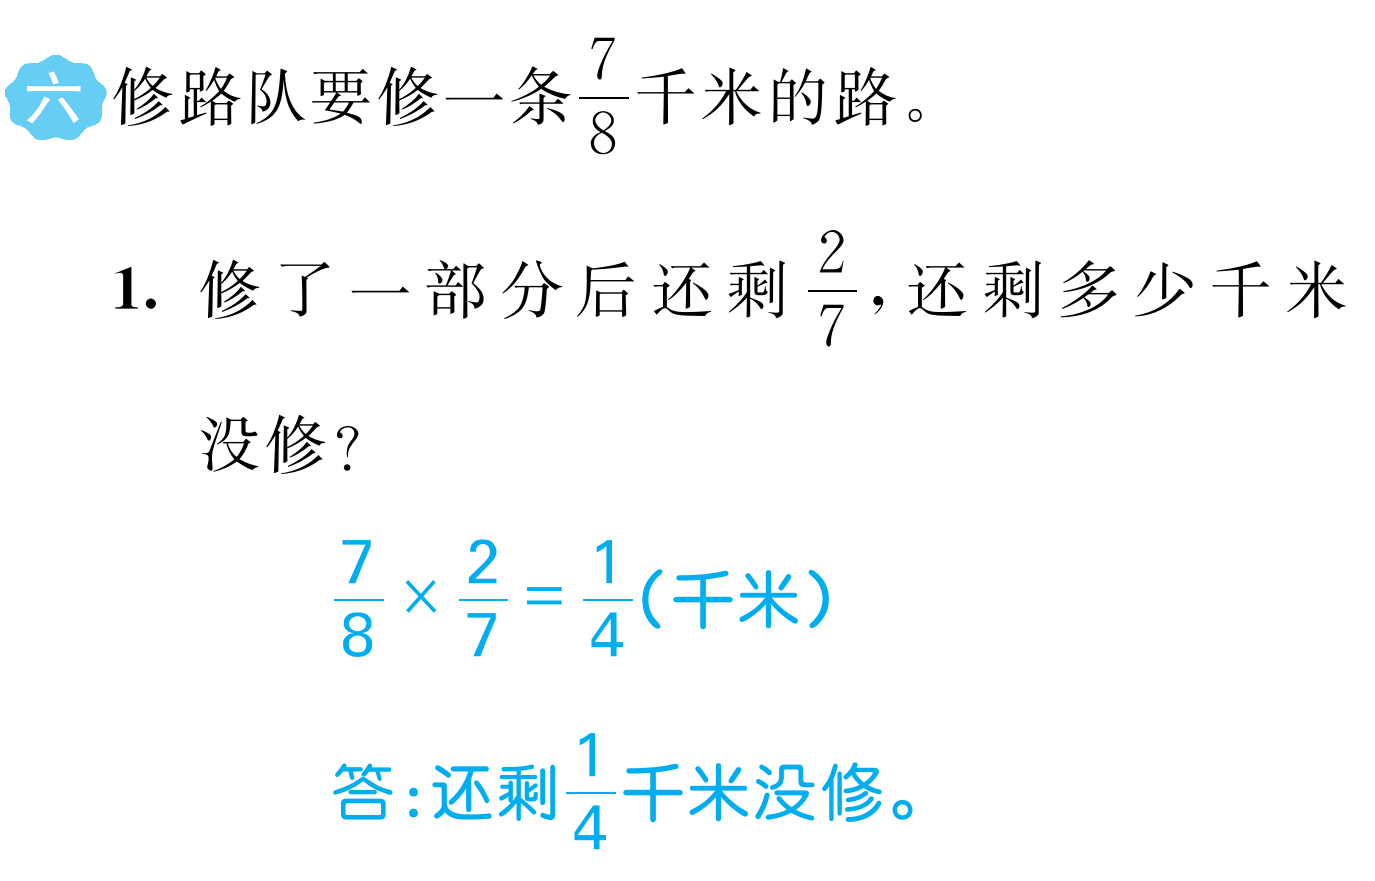 六 修路队要修一条7/8千米的路。
1. 修了一部分后还剩2/7,还剩多少千米
没修?
7/8×2/7=1/4(千米)
答:还剩1/4千米没修。